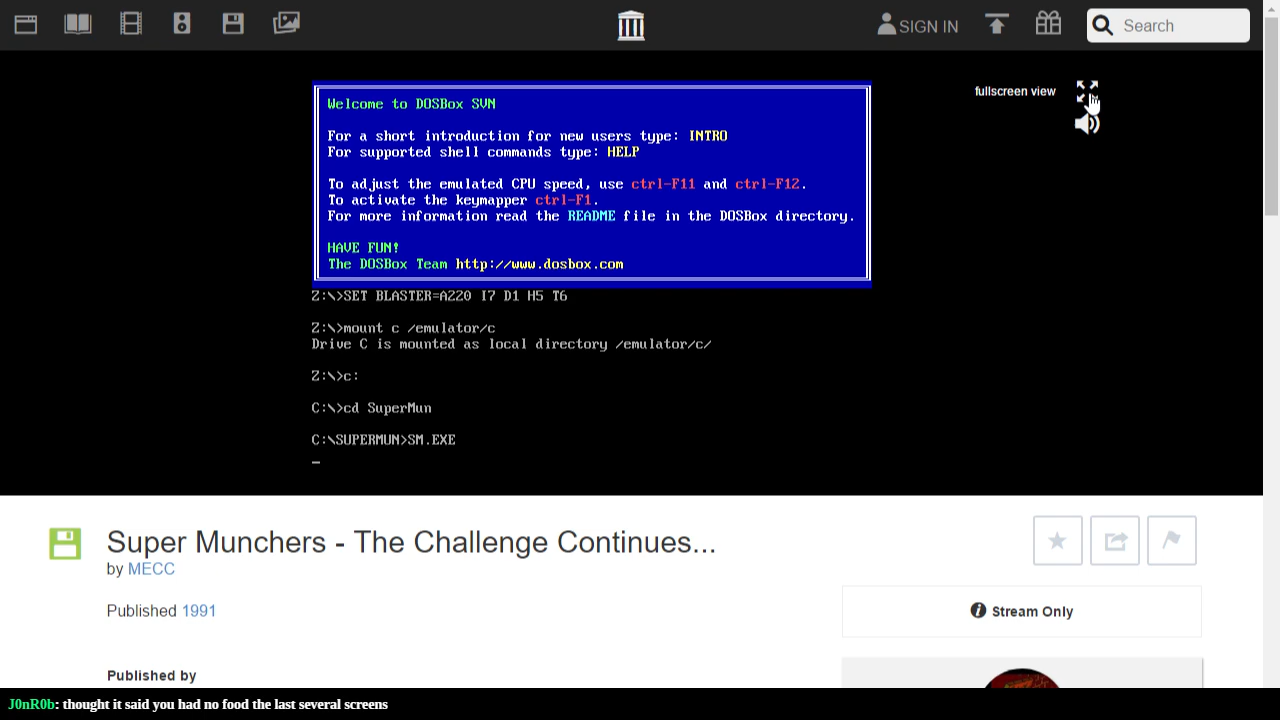 SIGN IN
Search
fullscreen view
Welcome to DOSBox SVN
For a short introduction for new users type: INTRO
For supported shell commands type: HELP
To adjust the emulated CPU speed, use ctrl-F11 and ctrl-F12.
To activate the keymapper ctrl-F1.
For more information read the README file in the DOSBox directory.
HAVE FUN!
The DOSBox Team http://www.dosbox.com
Z:\>SET BLASTER=A220 I7 D1 H5 T6
Z:\>mount c /emulator/c
Drive C is mounted as local directory /emulator/c/
Z:\>c:
C:\>cd SuperMun
C:\SUPERMUN>SM.EXE
Super Munchers - The Challenge Continues...
by MECC
Published 1991
Stream Only
Published by
J0nR0b: thought it said you had no food the last several screens